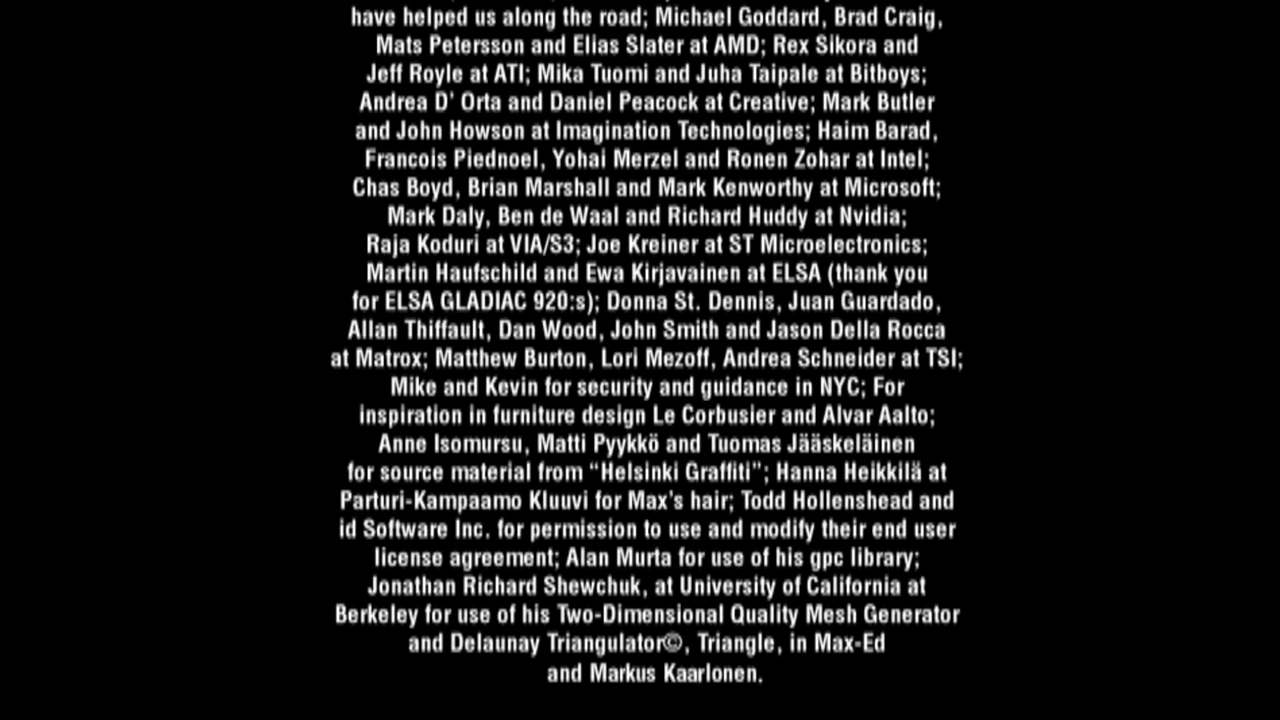 have helped us along the road; Michael Goddard, Brad Craig,
Mats Petersson and Elias Slater at AMD; Rex Sikora and
Jeff Royle at ATI; Mika Tuomi and Juha Taipale at Bitboys;
Andrea D' Orta and Daniel Peacock at Creative; Mark Butler
and John Howson at Imagination Technologies; Haim Barad,
Francois Piednoel, Yohai Merzel and Ronen Zohar at Intel;
Chas Boyd, Brian Marshall and Mark Kenworthy at Microsoft;
Mark Daly, Ben de Waal and Richard Huddy at Nvidia;
Raja Koduri at VIA/S3; Joe Kreiner at ST Microelectronics;
Martin Haufschild and Ewa Kirjavainen at ELSA (thank you
for ELSA GLADIAC 920:s); Donna St. Dennis, Juan Guardado,
Allan Thiffault, Dan Wood, John Smith and Jason Della Rocca
at Matrox; Matthew Burton, Lori Mezoff, Andrea Schneider at TSI;
Mike and Kevin for security and guidance in NYC; For
inspiration in furniture design Le Corbusier and Alvar Aalto;
Anne Isomursu, Matti Pyykkö and Tuomas Jääskeläinen
for source material from “Helsinki Graffiti”; Hanna Heikkilä at
Parturi-Kampaamo Kluuvi for Max's hair; Todd Hollenshead and
id Software Inc. for permission to use and modify their end user
license agreement; Alan Murta for use of his gpc library;
Jonathan Richard Shewchuk, at University of California at
Berkeley for use of his Two-Dimensional Quality Mesh Generator
and Delaunay Triangulator©, Triangle, in Max-Ed
and Markus Kaarlonen.